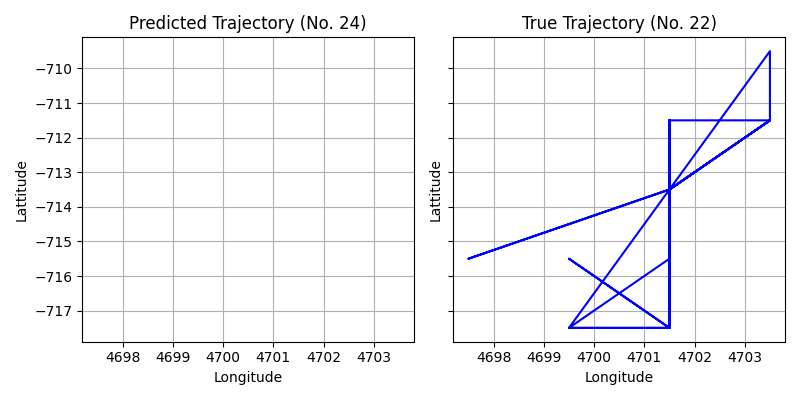 Predicted Trajectory (No. 24)
True Trajectory (No. 22)
Lattitude
−710
−711
−712
−713
−714
−715
−716
−717
4698 4699 4700 4701 4702 4703
Longitude
Lattitude
4698 4699 4700 4701 4702 4703
Longitude